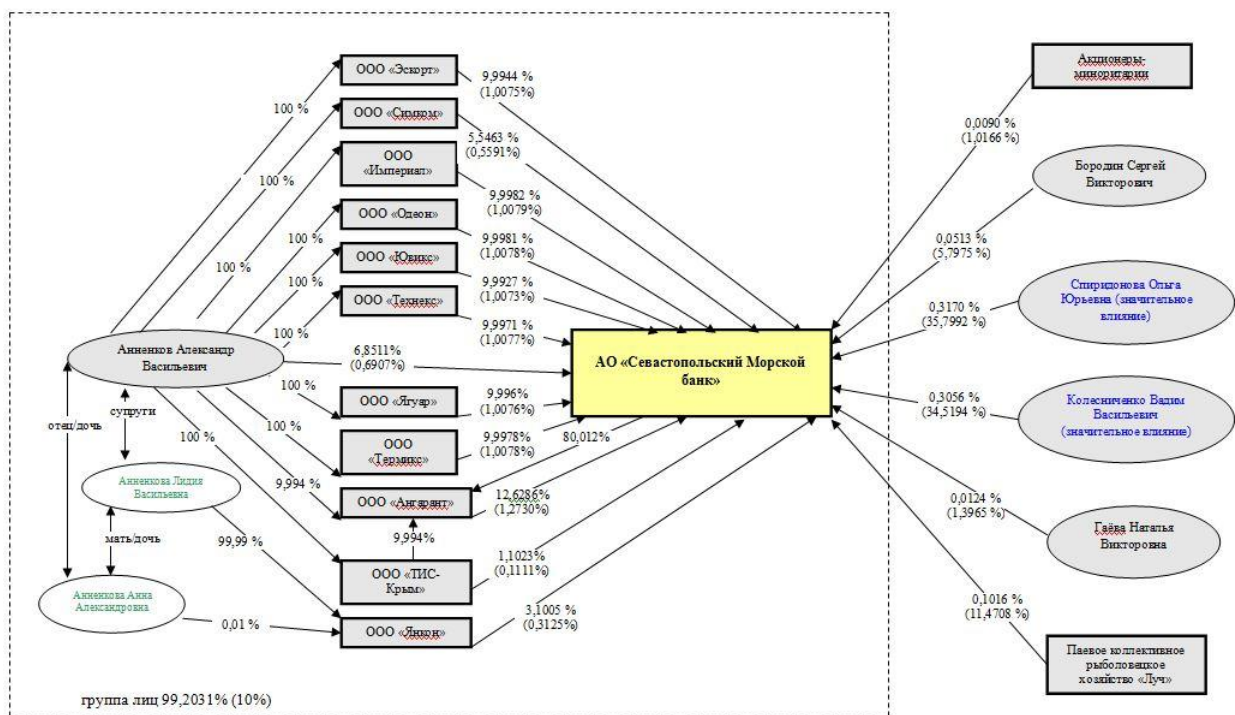 ООО «Эскорт»
ООО «Симком»
ООО
«Империал»
ООО «Одеон»
ООО «Ювикс»
ООО «Технекс»
ООО «Ягуар»
ООО
«Термикс»
ООО «Ангарант»
ООО «ТИС-
Крым»
ООО «Янкон»
100 %
100 %
100 %
100 %
100 %
100 %
100 %
100 %
100 %
9,994 %
99,99 %
0,01 %
9,994%
Анненков Александр
Васильевич
супруги
отец/дочь
Анненкова Лидия
Васильевна
мать/дочь
Анненкова Анна
Александровна
9,9944 %
(1,0075%)
5,5463 %
(0,5591%)
9,9982 %
(1,0079%)
9,9981 %
(1,0078%)
9,9927 %
(1,0073%)
9,9971 %
(1,0077%)
6,8511%
(0,6907%)
9,996%
(1,0076%)
9,9978 %
(1,0078%)
80,012%
12,6286%
(1,2730%)
1,1023%
(0,1111%)
3,1005 %
(0,3125%)
АО «Севастопольский Морской
банк»
Акционеры-
миноритарии
0,0090 %
(1,0166 %)
Бородин Сергей
Викторович
0,0513 %
(5,7975%)
Спиридонова Ольга
Юрьевна (значительное
влияние)
0,3170 %
(35,7992 %)
Колесниченко Вадим
Васильевич
(значительное влияние)
0,3056 %
(34,5194 %)
Гаёва Наталья
Викторовна
0,0124 %
(1,3965 %)
Паевое коллективное
рыболовецкое
хозяйство «Луч»
0,1016 %
(11,4708 %)
группа лиц 99,2031% (10%)